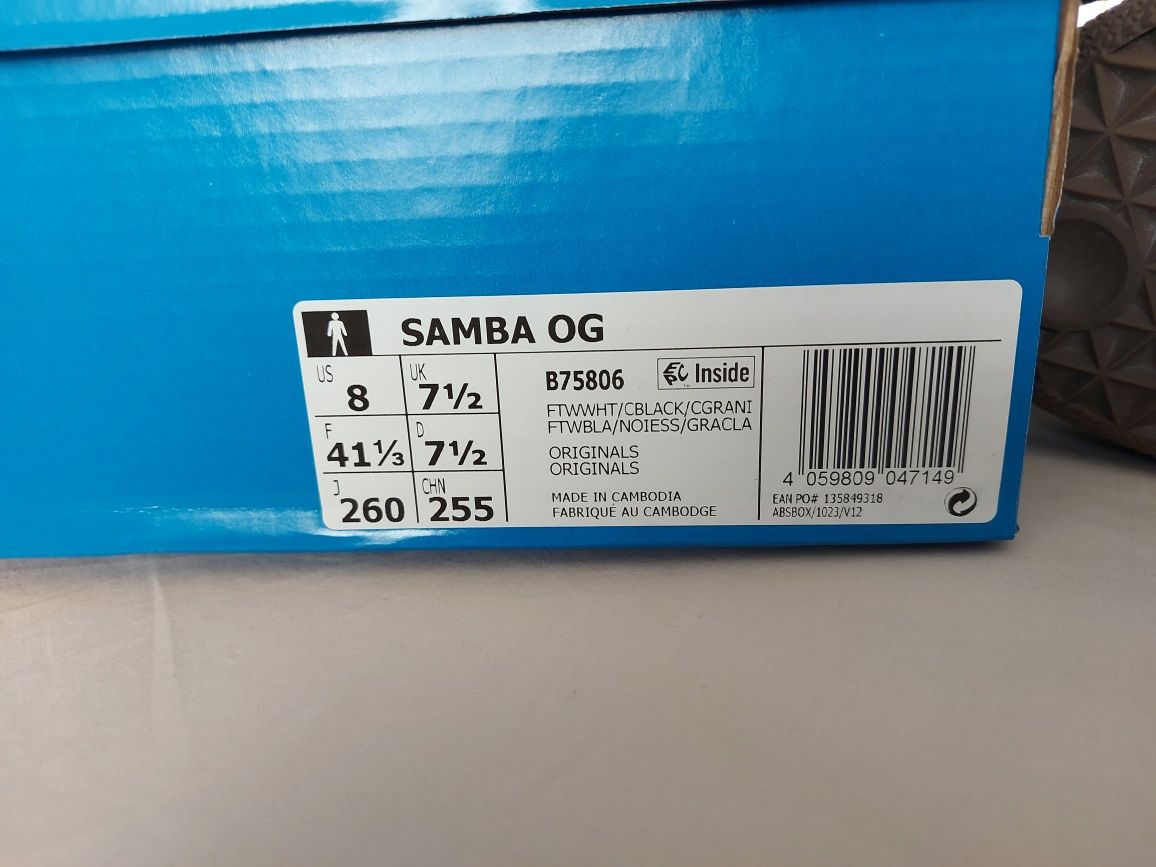 SAMBA OG
US 8 UK 7½
F 41⅓ D 7½
J 260 CHN 255
B75806 Inside
FTWWHT/CBLACK/CGRANI
FTWBLA/NOIESS/GRACLA
ORIGINALS
ORIGINALS
MADE IN CAMBODIA
FABRIQUÉ AU CAMBODGE
4 059809 047149
EAN PO# 135849318
ABSBOX/1023/V12